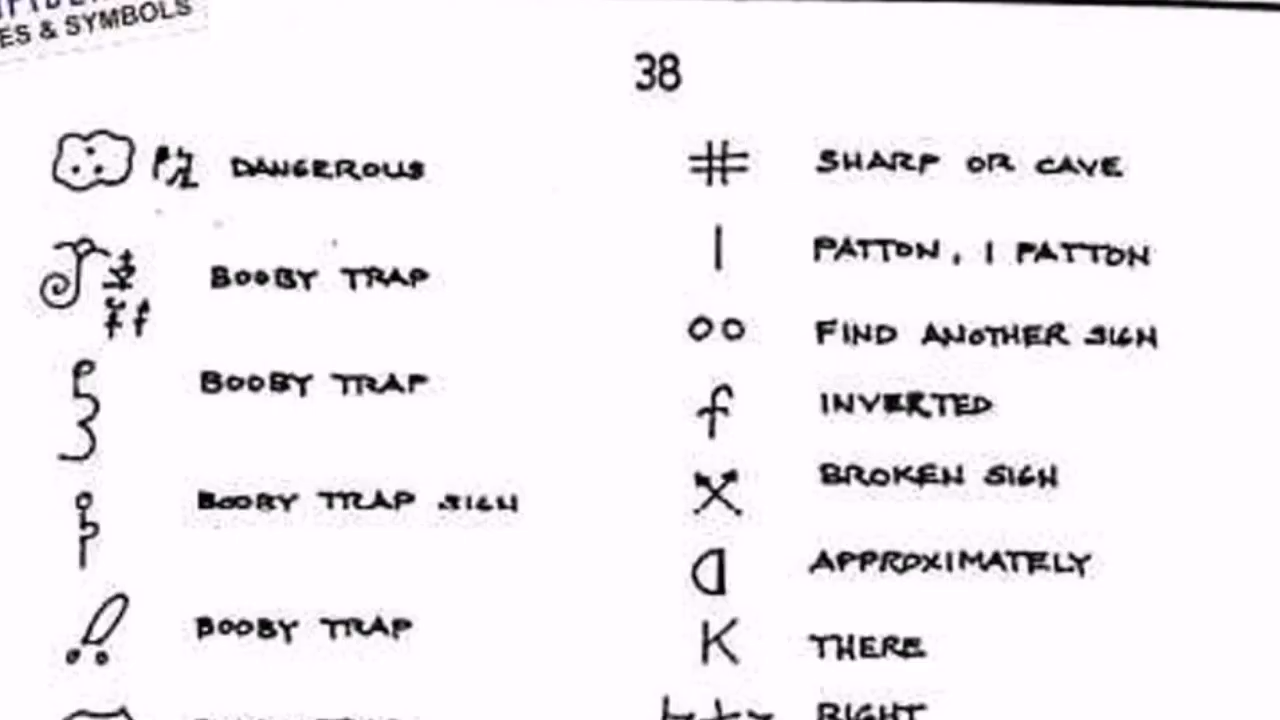 ES & SYMBOLS
38
DANGEROUS
BOOBY TRAP
BOOBY TRAP
BOOBY TRAP SIGN
BOOBY TRAP
SHARP OR CAVE
PATTON, 1 PATTON
FIND ANOTHER SIGN
INVERTED
BROKEN SIGN
APPROXIMATELY
K THERE
RIGHT